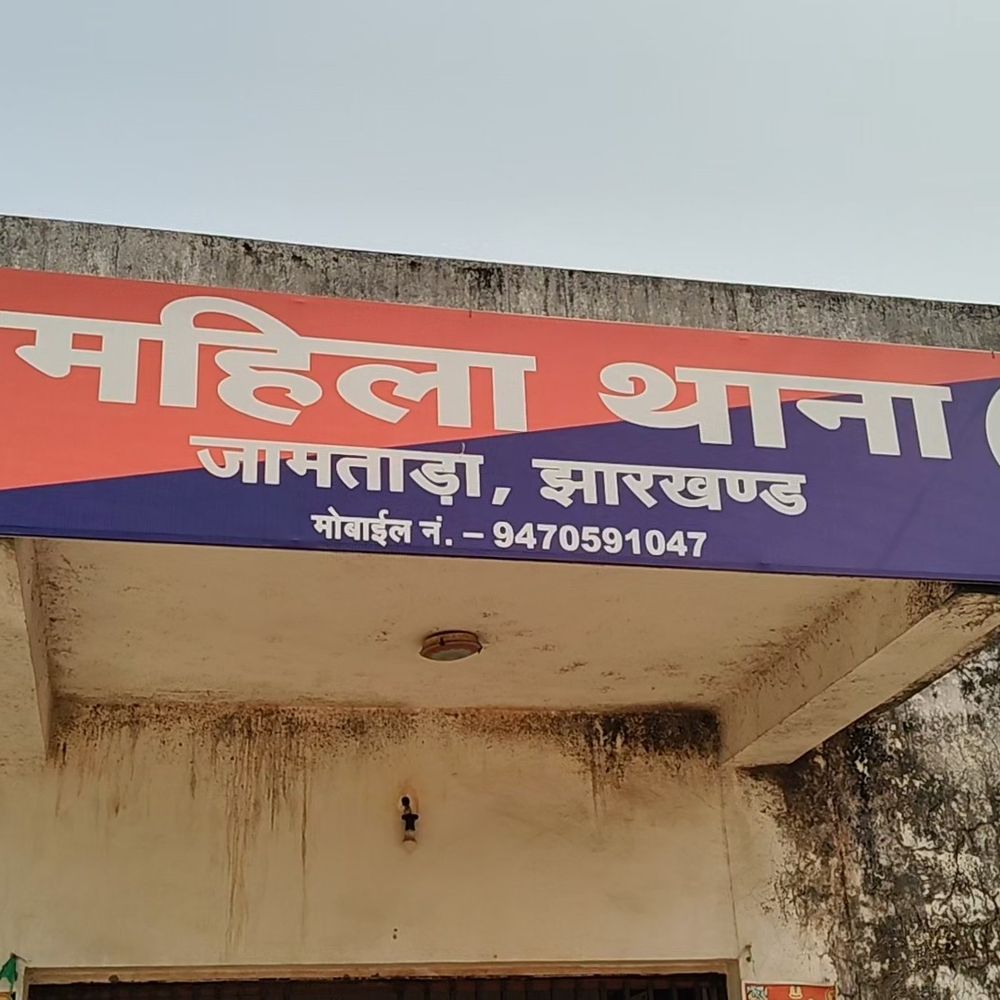 महिला थाना (
जामताड़ा, झारखण्ड
मोबाईल नं. – 9470591047